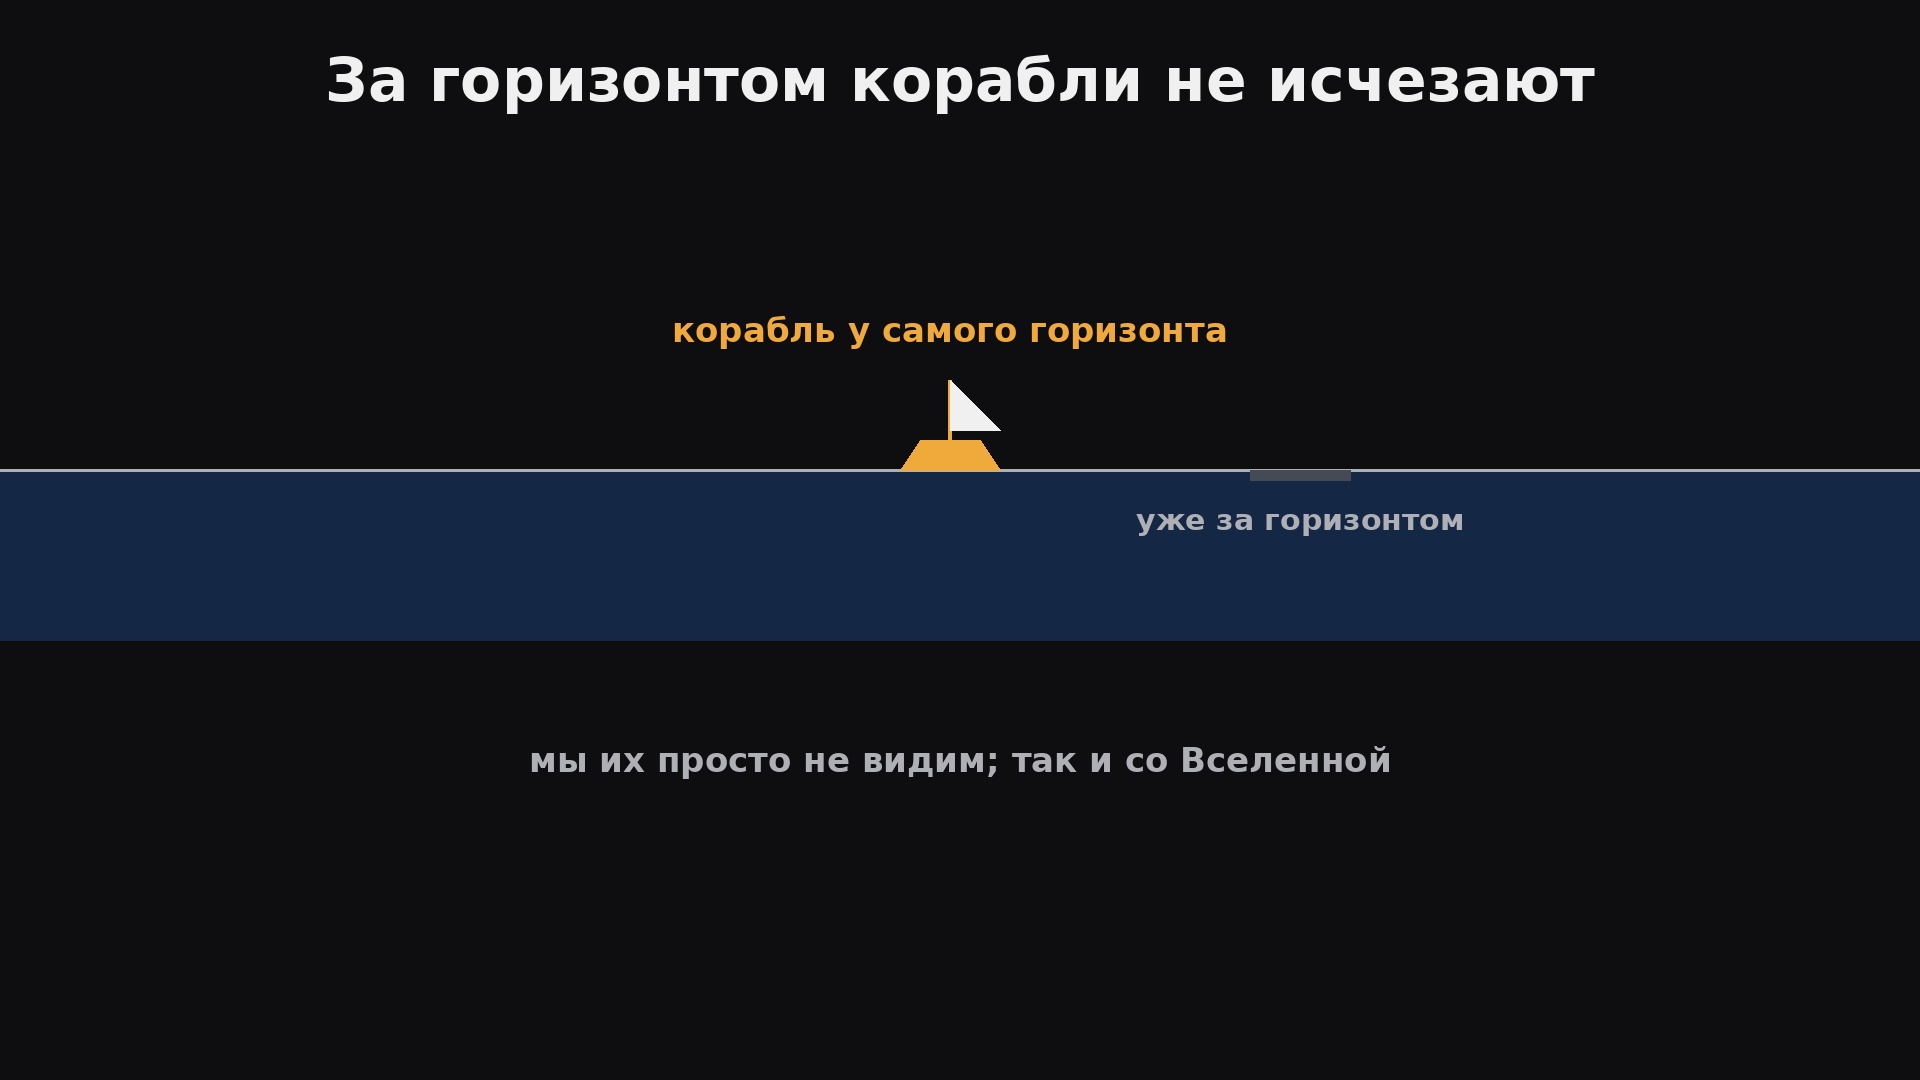 За горизонтом корабли не исчезают
корабль у самого горизонта
уже за горизонтом
мы их просто не видим; так и со Вселенной